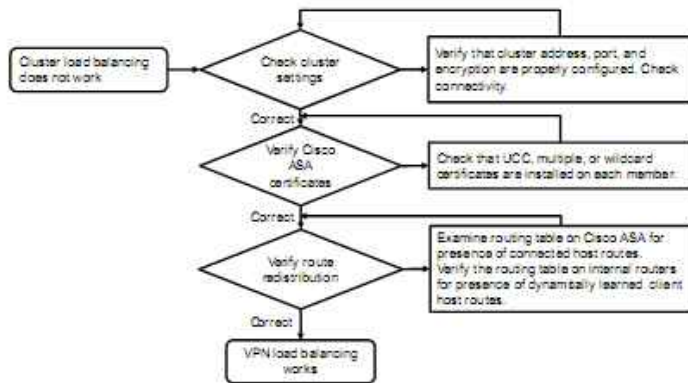 Cluster load balancing
does not work
Check cluster
settings
Verify that cluster address, port, and
encryption are properly configured. Check
connectivity.
Correct
Verify Cisco
ASA
certificates
Check that UCC, multiple, or wildcard
certificates are installed on each member.
Correct
Verify route
redistribution
Examine routing table on Cisco ASA for
presence of connected host routes.
Verify the routing table on internal routers
for presence of dynamically learned client
host routes.
Correct
VPN load balancing
works